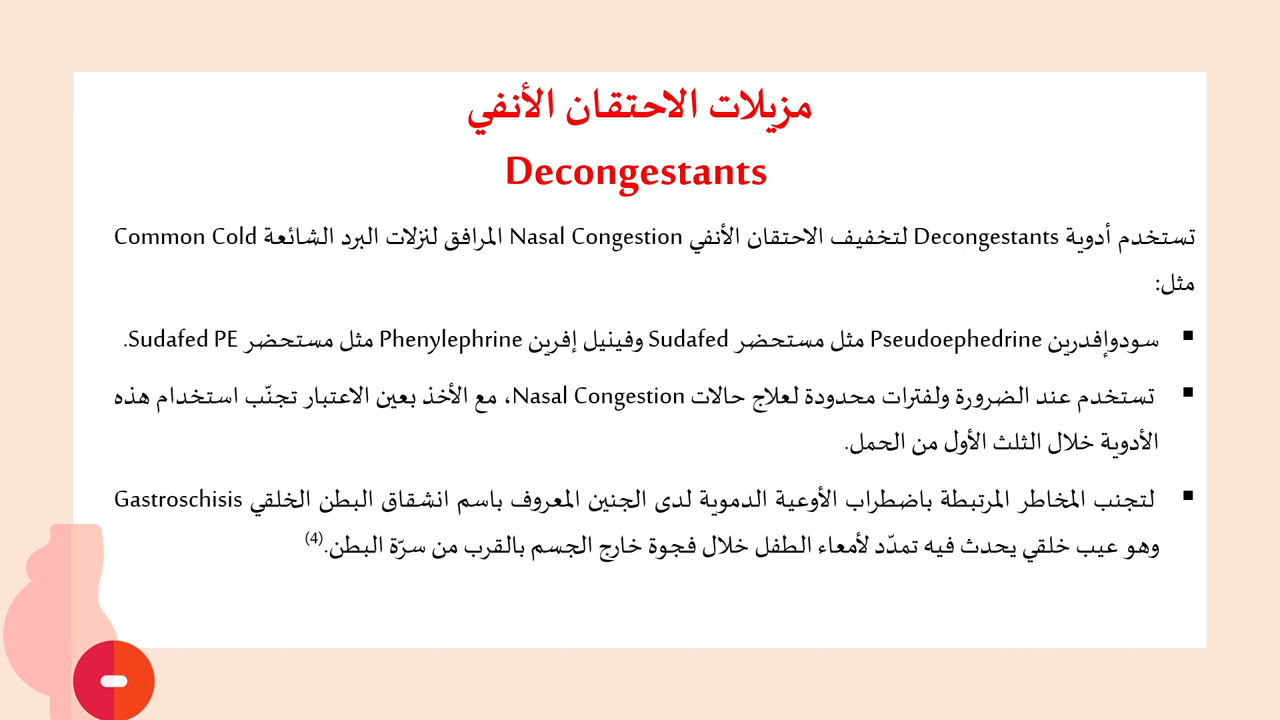 مزيلات الاحتقان الأنفي
Decongestants
تستخدم أدوية Decongestants لتخفيف الاحتقان الأنفي Nasal Congestion المرافق لنزلات البرد الشائعة Common Cold
مثل:
▪ سودوإفدرين Pseudoephedrine مثل مستحضر Sudafed وفينيل إفرين Phenylephrine مثل مستحضر Sudafed PE.
▪ تستخدم عند الضرورة ولفترات محدودة لعلاج حالات Nasal Congestion، مع الأخذ بعين الاعتبار تجنّب استخدام هذه
الأدوية خلال الثلث الأول من الحمل.
▪ لتجنب المخاطر المرتبطة باضطراب الأوعية الدموية لدى الجنين المعروف باسم انشقاق البطن الخلقي Gastroschisis
وهو عيب خلقي يحدث فيه تمدّد لأمعاء الطفل خلال فجوة خارج الجسم بالقرب من سرّة البطن.(4)